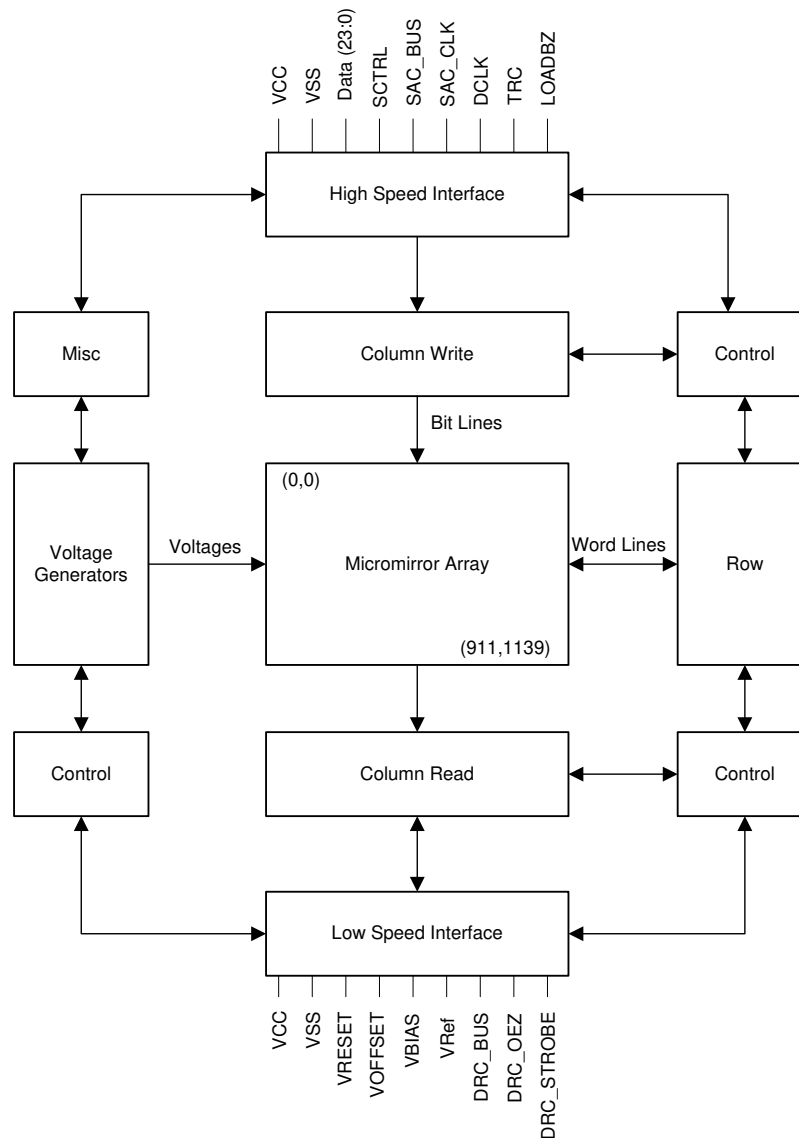 VCC
VSS
Data (23:0)
SCTRL
SAC_BUS
SAC_CLK
DCLK
TRC
LOADBZ
High Speed Interface
Misc
Column Write
Control
Bit Lines
(0,0)
Voltage
Generators
Voltages
Micromirror Array
Word Lines
Row
(911,1139)
Control
Column Read
Control
Low Speed Interface
VCC
VSS
VRESET
VOFFSET
VBIAS
VRef
DRC_BUS
DRC_OEZ
DRC_STROBE